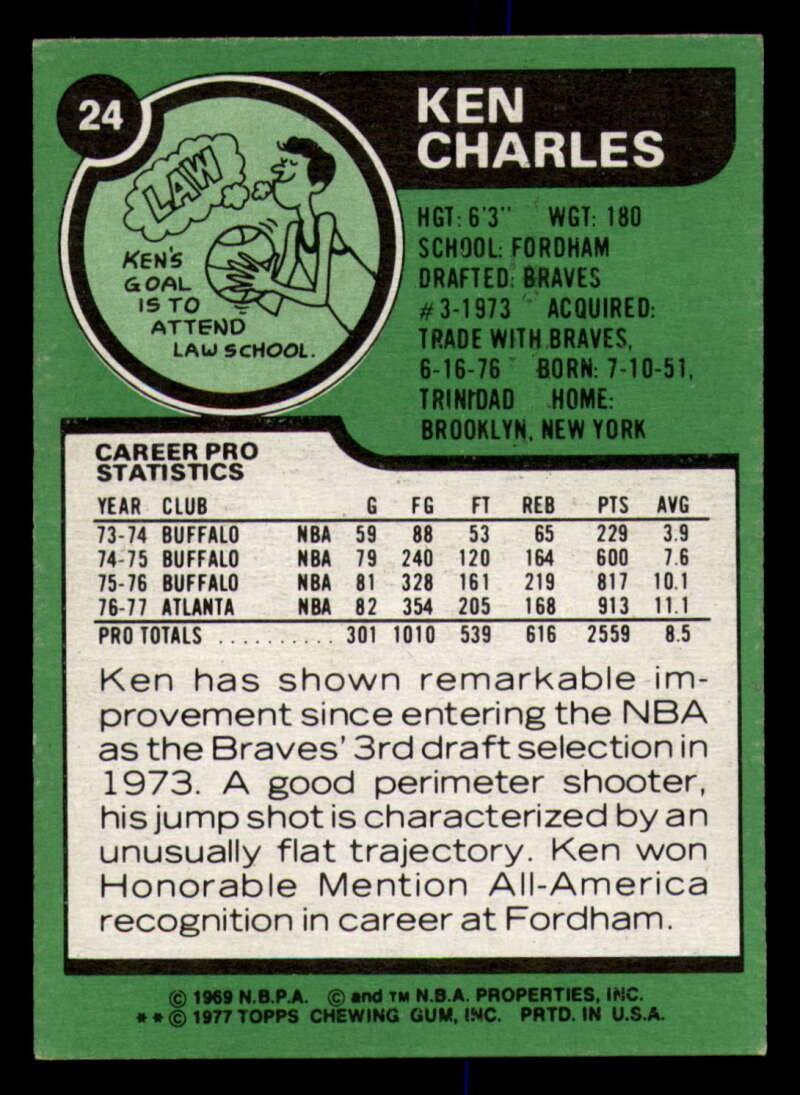 24
KEN
CHARLES
LAW
KEN'S
GOAL
IS TO
ATTEND
LAW SCHOOL.
HGT: 6'3" WGT: 180
SCHOOL: FORDHAM
DRAFTED: BRAVES
#3-1973 ACQUIRED:
TRADE WITH BRAVES,
6-16-76 BORN: 7-10-51,
TRINIDAD HOME:
BROOKLYN, NEW YORK
CAREER PRO
STATISTICS
YEAR CLUB G FG FT REB PTS AVG
73-74 BUFFALO NBA 59 88 53 65 229 3.9
74-75 BUFFALO NBA 79 240 120 164 600 7.6
75-76 BUFFALO NBA 81 328 161 219 817 10.1
76-77 ATLANTA NBA 82 354 205 168 913 11.1
PRO TOTALS .......... 301 1010 539 616 2559 8.5
Ken has shown remarkable im-
provement since entering the NBA
as the Braves' 3rd draft selection in
1973. A good perimeter shooter,
his jump shot is characterized by an
unusually flat trajectory. Ken won
Honorable Mention All-America
recognition in career at Fordham.
© 1969 N.B.P.A. © and TM N.B.A. PROPERTIES, INC.
* * © 1977 TOPPS CHEWING GUM, INC. PRTD. IN U.S.A.